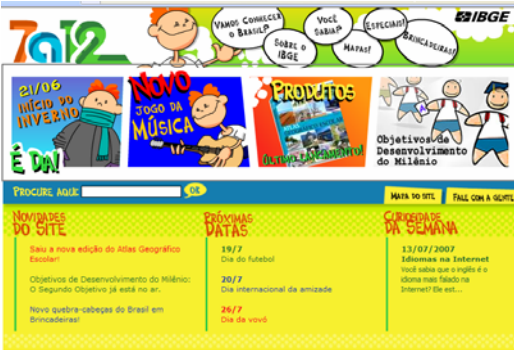 7a12
VAMOS CONHECER
O BRASIL?
SOBRE O
IBGE
VOCÊ
SABIA?
MAPAS!
ESPECIAIS!
BRINCADEIRAS!
IBGE
21/06
INÍCIO DO
INVERNO
É DIA!
NOVO
JOGO DA
MÚSICA
PRODUTOS
ATLAS GEOGRÁFICO ESCOLAR
ÚLTIMO LANÇAMENTO!
Objetivos de
Desenvolvimento
do Milênio
PROCURE AQUI:
OK
MAPA DO SITE
FALE COM A GENTE
NOVIDADES
DO SITE
Saiu a nova edição do Atlas Geográfico
Escolar!
Objetivos de Desenvolvimento do Milênio:
O Segundo Objetivo já está no ar.
Novo quebra-cabeças do Brasil em
Brincadeiras!
PRÓXIMAS
DATAS
19/7
Dia do futebol
20/7
Dia internacional da amizade
26/7
Dia da vovó
CURIOSIDADE
DA SEMANA
13/07/2007
Idiomas na Internet
Você sabia que o inglês é o
idioma mais falado na
Internet? Ele est...